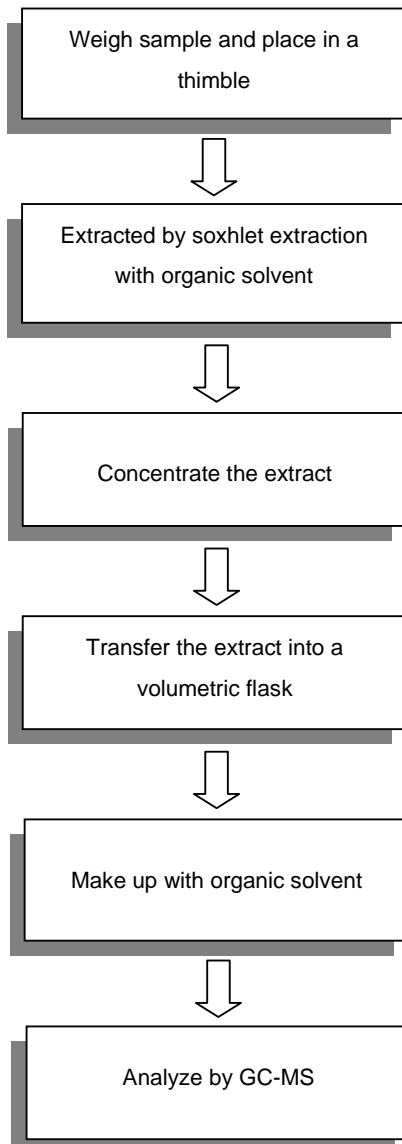 Weigh sample and place in a
thimble
Extracted by soxhlet extraction
with organic solvent
Concentrate the extract
Transfer the extract into a
volumetric flask
Make up with organic solvent
Analyze by GC-MS